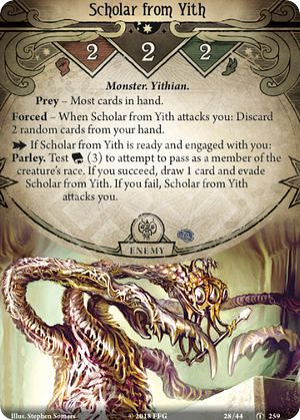 Scholar from Yith
2 2 2
Monster. Yithian.
Prey – Most cards in hand.
Forced – When Scholar from Yith attacks you: Discard
2 random cards from your hand.
If Scholar from Yith is ready and engaged with you:
Parley. Test (3) to attempt to pass as a member of the
creature's race. If you succeed, draw 1 card and evade
Scholar from Yith. If you fail, Scholar from Yith
attacks you.
ENEMY
Illus. Stephen Somers © 2018 FFG 28/44 259